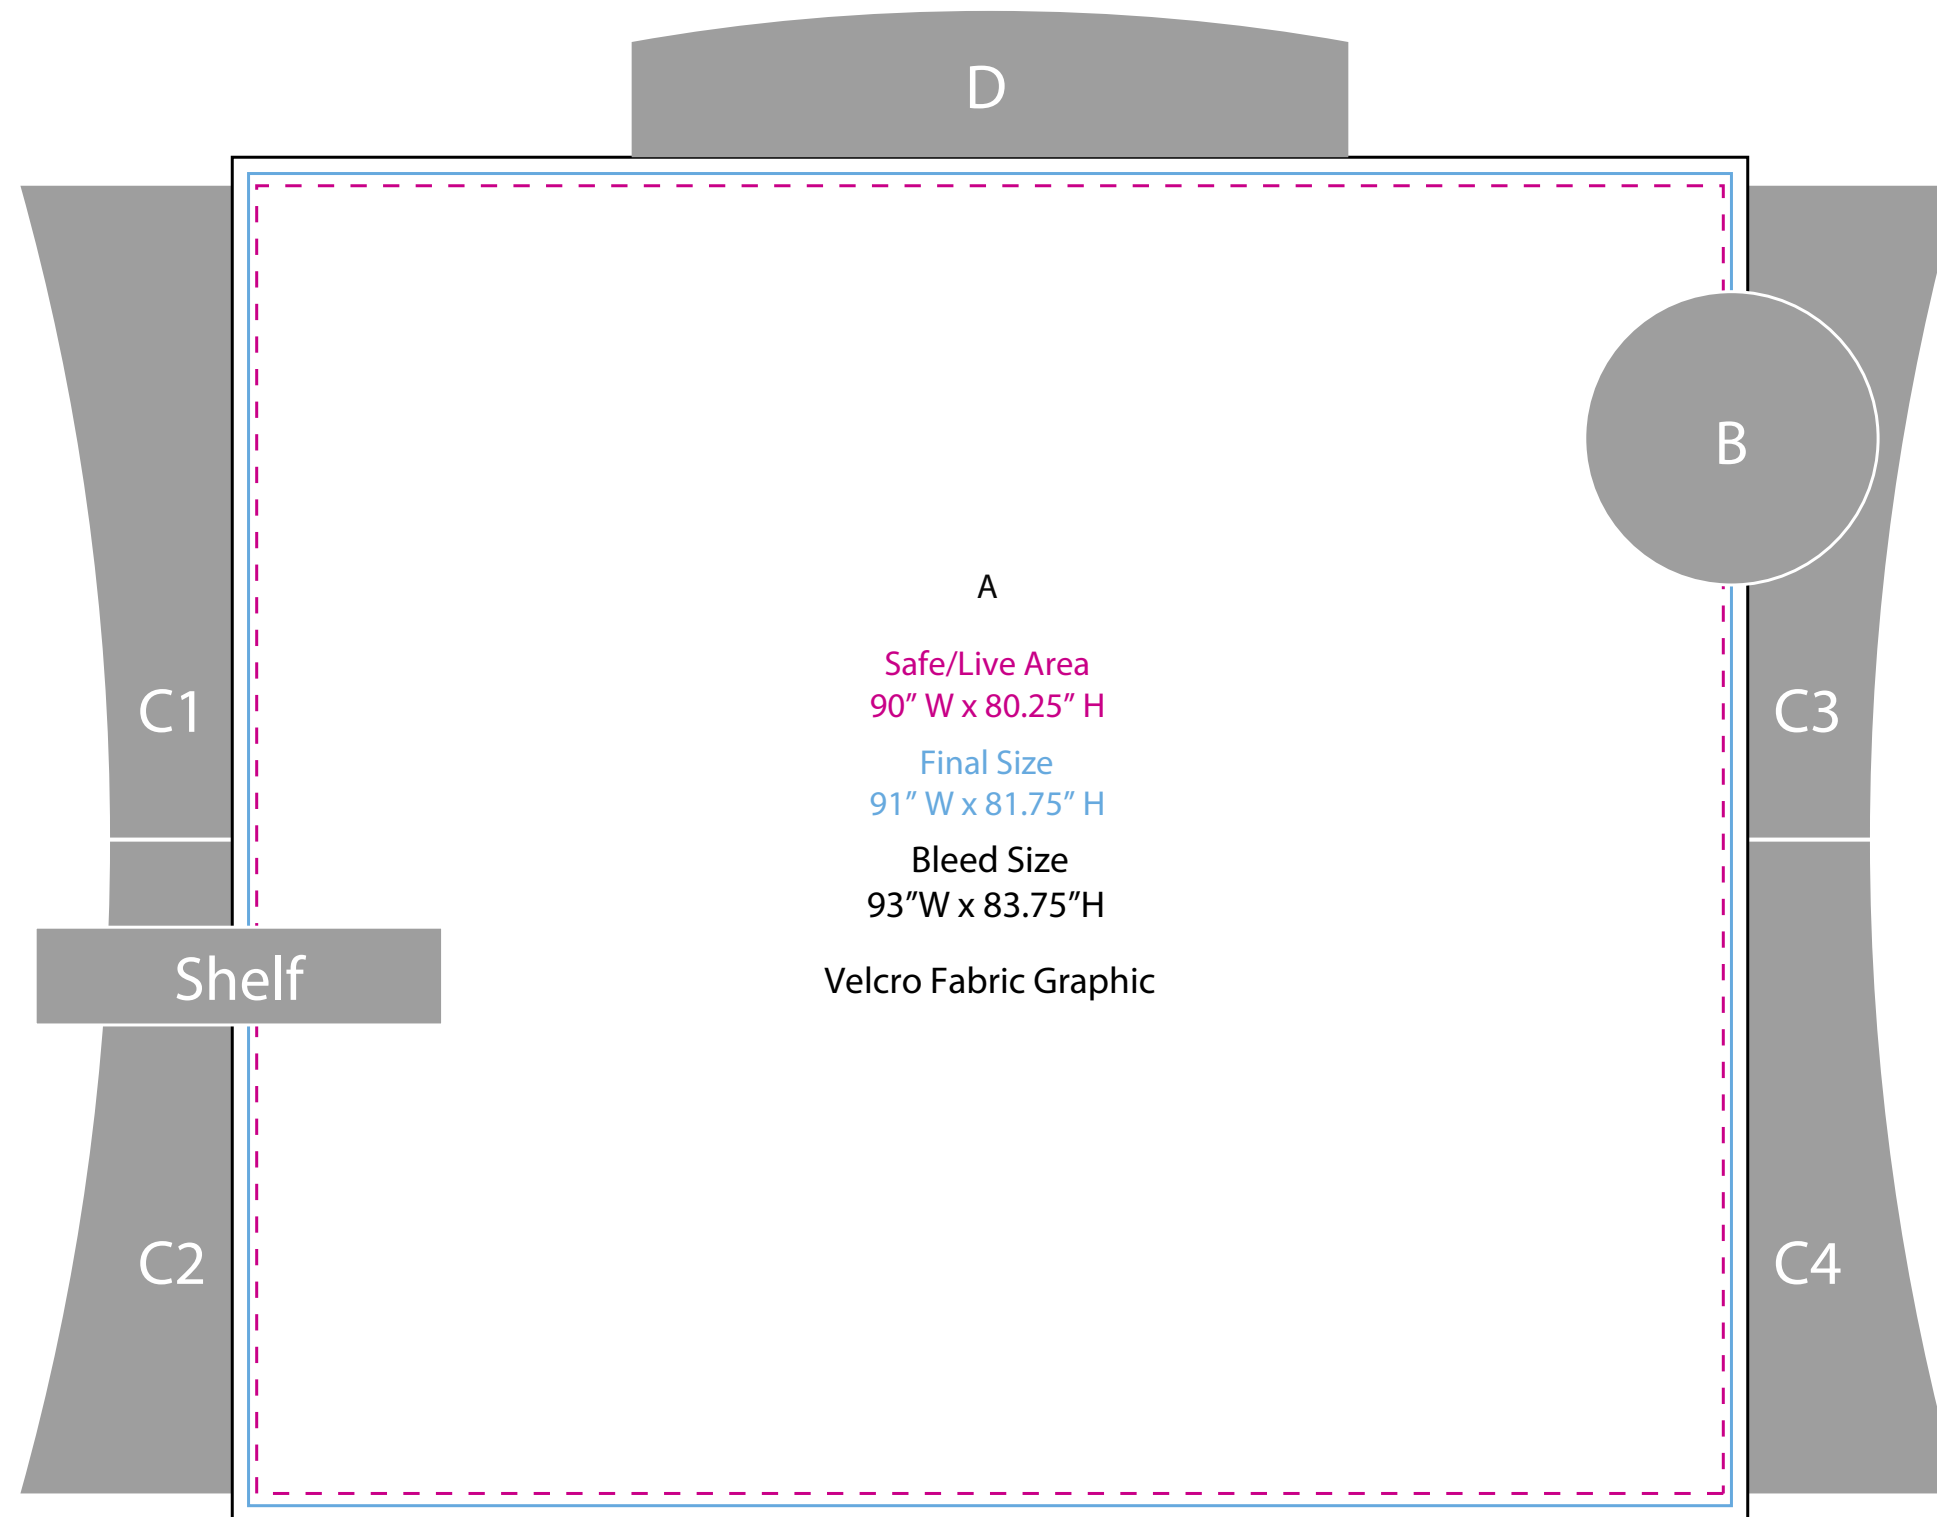 D
B
A
Safe/Live Area
90” W x 80.25” H
C1
C3
Final Size
91” W x 81.75” H
Bleed Size
93”W x 83.75”H
Shelf
Velcro Fabric Graphic
C2
C4